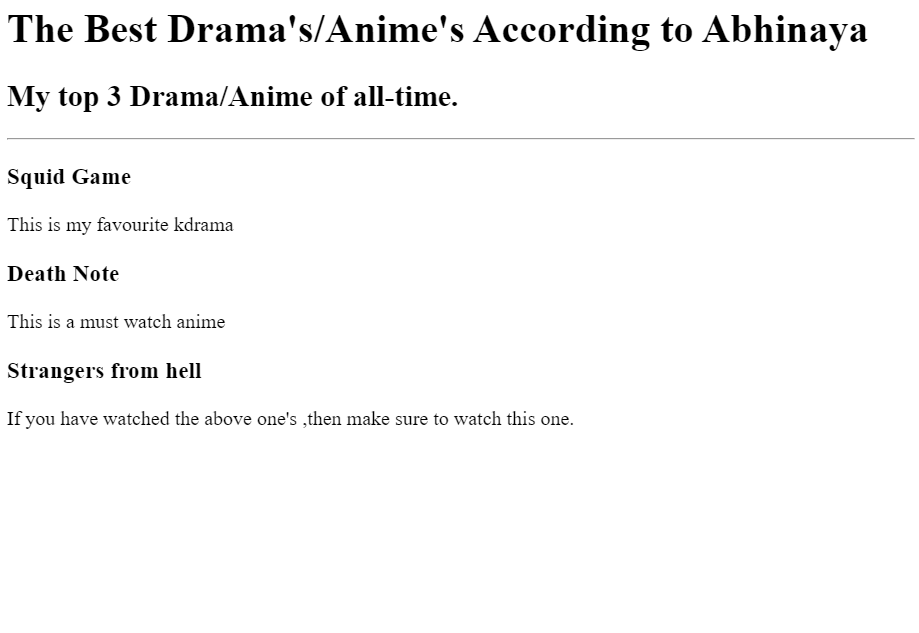 The Best Drama's/Anime's According to Abhinaya
My top 3 Drama/Anime of all-time.
Squid Game
This is my favourite kdrama
Death Note
This is a must watch anime
Strangers from hell
If you have watched the above one's ,then make sure to watch this one.